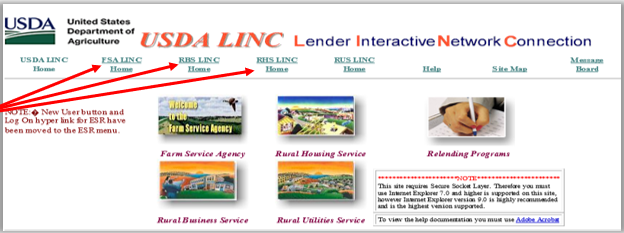 USDA
United States
Department of
Agriculture
USDA LINC Lender Interactive Network Connection
USDA LINC
Home
FSA LINC
Home
RBS LINC
Home
RHS LINC
Home
RUS LINC
Home
Help
Site Map
Message
Board
NOTE:� New User button and
Log On hyper link for ESR have
been moved to the ESR menu.
Welcome
to the
Farm Service Agency
Farm Service Agency
Rural Housing Service
Relending Programs
Rural Business Service
Rural Utilities Service
************************NOTE************************
This site requires Secure Socket Layer. Therefore you must
use Internet Explorer 7.0 and higher is supported on this site,
however Internet Explorer version 9.0 is highly recommended
and is the highest version supported.
To view the help documentation you must use Adobe Acrobat